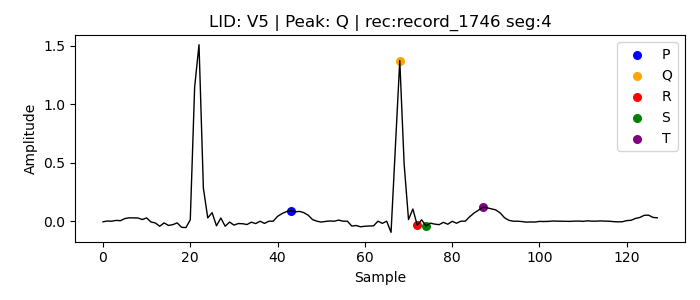 LID: V5 | Peak: Q | rec:record_1746 seg:4
Amplitude
1.5
1.0
0.5
0.0
0 20 40 60 80 100 120
Sample
P
Q
R
S
T